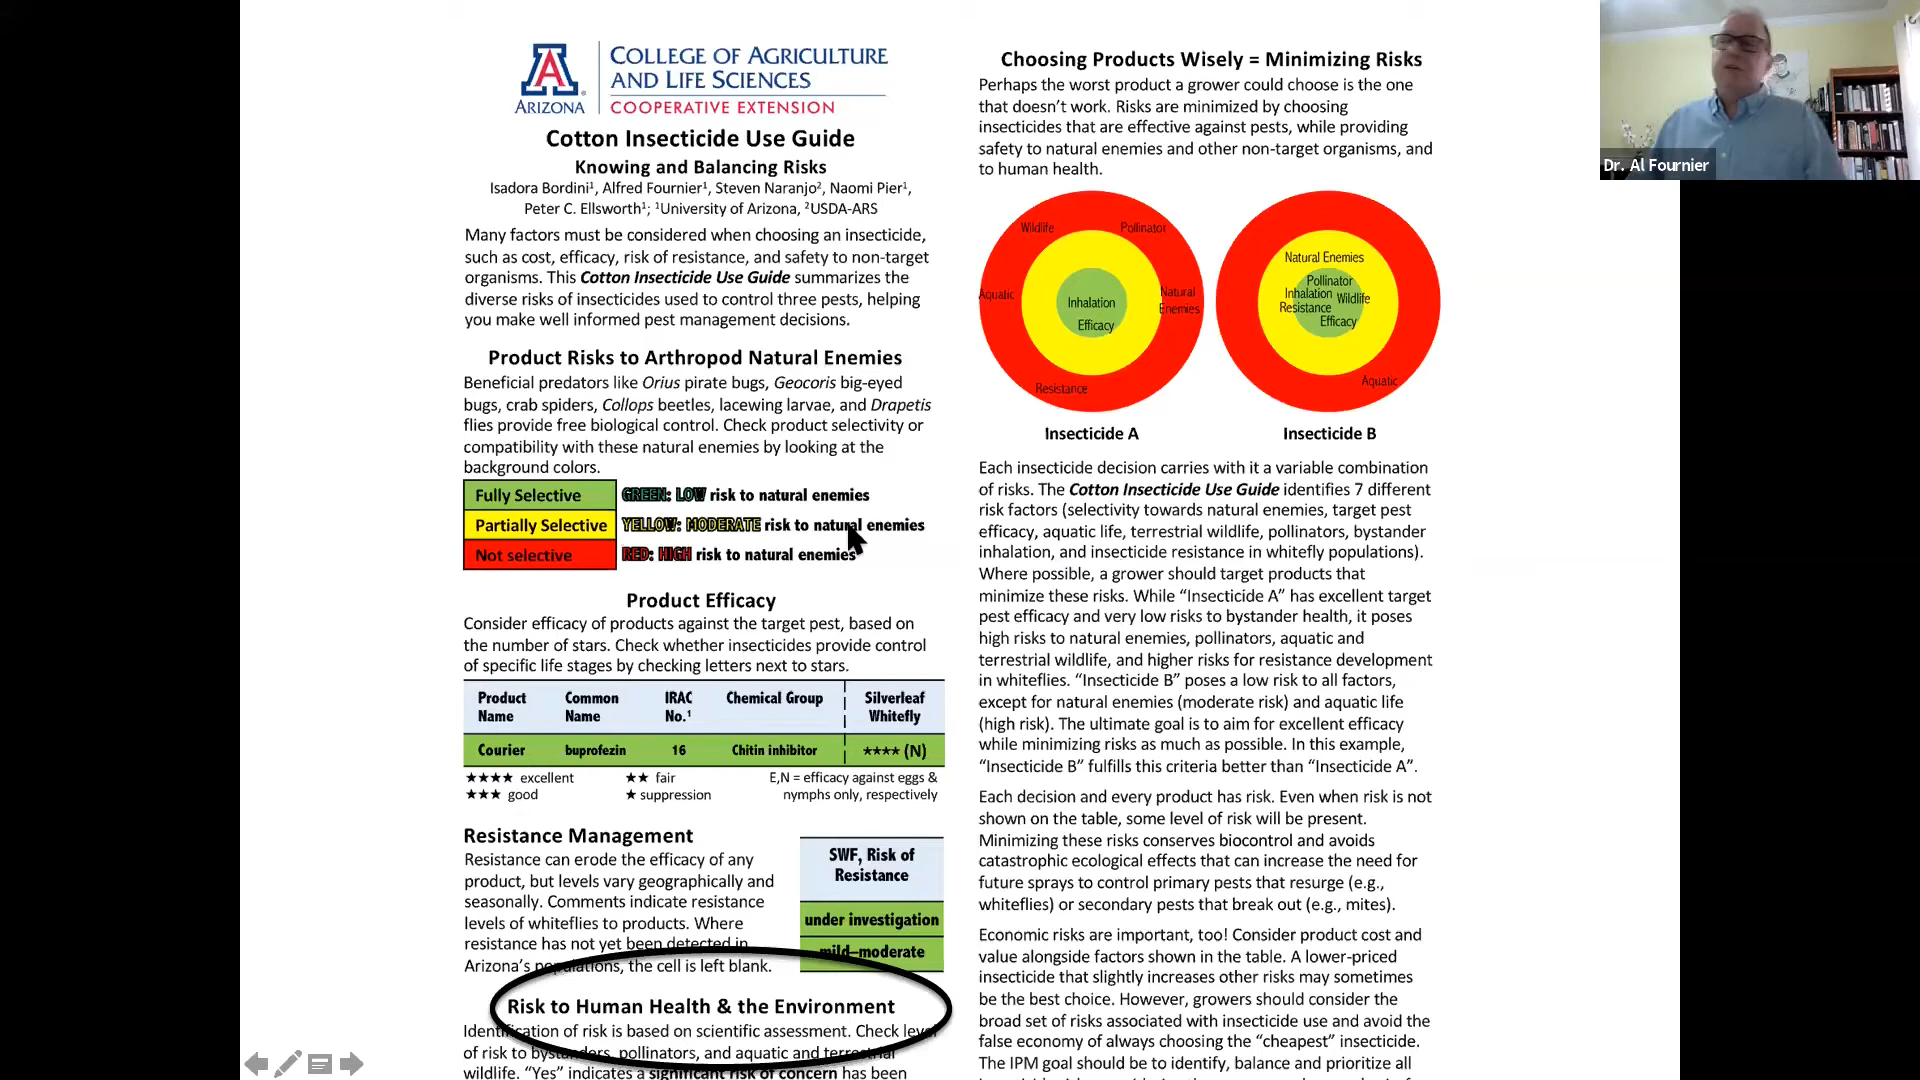 COLLEGE OF AGRICULTURE
AND LIFE SCIENCES
ARIZONA
COOPERATIVE EXTENSION
Cotton Insecticide Use Guide
Knowing and Balancing Risks
Isadora Bordini¹, Alfred Fournier¹, Steven Naranjo², Naomi Pier¹,
Peter C. Ellsworth¹; ¹University of Arizona, ²USDA-ARS
Many factors must be considered when choosing an insecticide,
such as cost, efficacy, risk of resistance, and safety to non-target
organisms. This Cotton Insecticide Use Guide summarizes the
diverse risks of insecticides used to control three pests, helping
you make well informed pest management decisions.
Product Risks to Arthropod Natural Enemies
Beneficial predators like Orius pirate bugs, Geocoris big-eyed
bugs, crab spiders, Collops beetles, lacewing larvae, and Drapetis
flies provide free biological control. Check product selectivity or
compatibility with these natural enemies by looking at the
background colors.
Fully Selective GREEN: LOW risk to natural enemies
Partially Selective YELLOW: MODERATE risk to natural enemies
Not selective RED: HIGH risk to natural enemies
Product Efficacy
Consider efficacy of products against the target pest, based on
the number of stars. Check whether insecticides provide control
of specific life stages by checking letters next to stars.
Product Name Common Name IRAC No.¹ Chemical Group Silverleaf Whitefly
Courier buprofezin 16 Chitin inhibitor ★★★★ (N)
★★★★ excellent ★★ fair E,N = efficacy against eggs &
★★★ good ★ suppression nymphs only, respectively
Resistance Management
Resistance can erode the efficacy of any
product, but levels vary geographically and
seasonally. Comments indicate resistance
levels of whiteflies to products. Where
resistance has not yet been detected in
Arizona's populations, the cell is left blank.
SWF, Risk of
Resistance
under investigation
mild–moderate
Risk to Human Health & the Environment
Identification of risk is based on scientific assessment. Check level
of risk to bystanders, pollinators, and aquatic and terrestrial
wildlife. "Yes" indicates a significant risk of concern has been
Choosing Products Wisely = Minimizing Risks
Perhaps the worst product a grower could choose is the one
that doesn't work. Risks are minimized by choosing
insecticides that are effective against pests, while providing
safety to natural enemies and other non-target organisms, and
to human health.
Wildlife
Pollinator
Aquatic
Natural
Enemies
Inhalation
Efficacy
Resistance
Natural Enemies
Pollinator
Inhalation
Wildlife
Resistance
Efficacy
Aquatic
Insecticide A
Insecticide B
Each insecticide decision carries with it a variable combination
of risks. The Cotton Insecticide Use Guide identifies 7 different
risk factors (selectivity towards natural enemies, target pest
efficacy, aquatic life, terrestrial wildlife, pollinators, bystander
inhalation, and insecticide resistance in whitefly populations).
Where possible, a grower should target products that
minimize these risks. While "Insecticide A" has excellent target
pest efficacy and very low risks to bystander health, it poses
high risks to natural enemies, pollinators, aquatic and
terrestrial wildlife, and higher risks for resistance development
in whiteflies. "Insecticide B" poses a low risk to all factors,
except for natural enemies (moderate risk) and aquatic life
(high risk). The ultimate goal is to aim for excellent efficacy
while minimizing risks as much as possible. In this example,
"Insecticide B" fulfills this criteria better than "Insecticide A".
Each decision and every product has risk. Even when risk is not
shown on the table, some level of risk will be present.
Minimizing these risks conserves biocontrol and avoids
catastrophic ecological effects that can increase the need for
future sprays to control primary pests that resurge (e.g.,
whiteflies) or secondary pests that break out (e.g., mites).
Economic risks are important, too! Consider product cost and
value alongside factors shown in the table. A lower-priced
insecticide that slightly increases other risks may sometimes
be the best choice. However, growers should consider the
broad set of risks associated with insecticide use and avoid the
false economy of always choosing the "cheapest" insecticide.
The IPM goal should be to identify, balance and prioritize all
Dr. Al Fournier